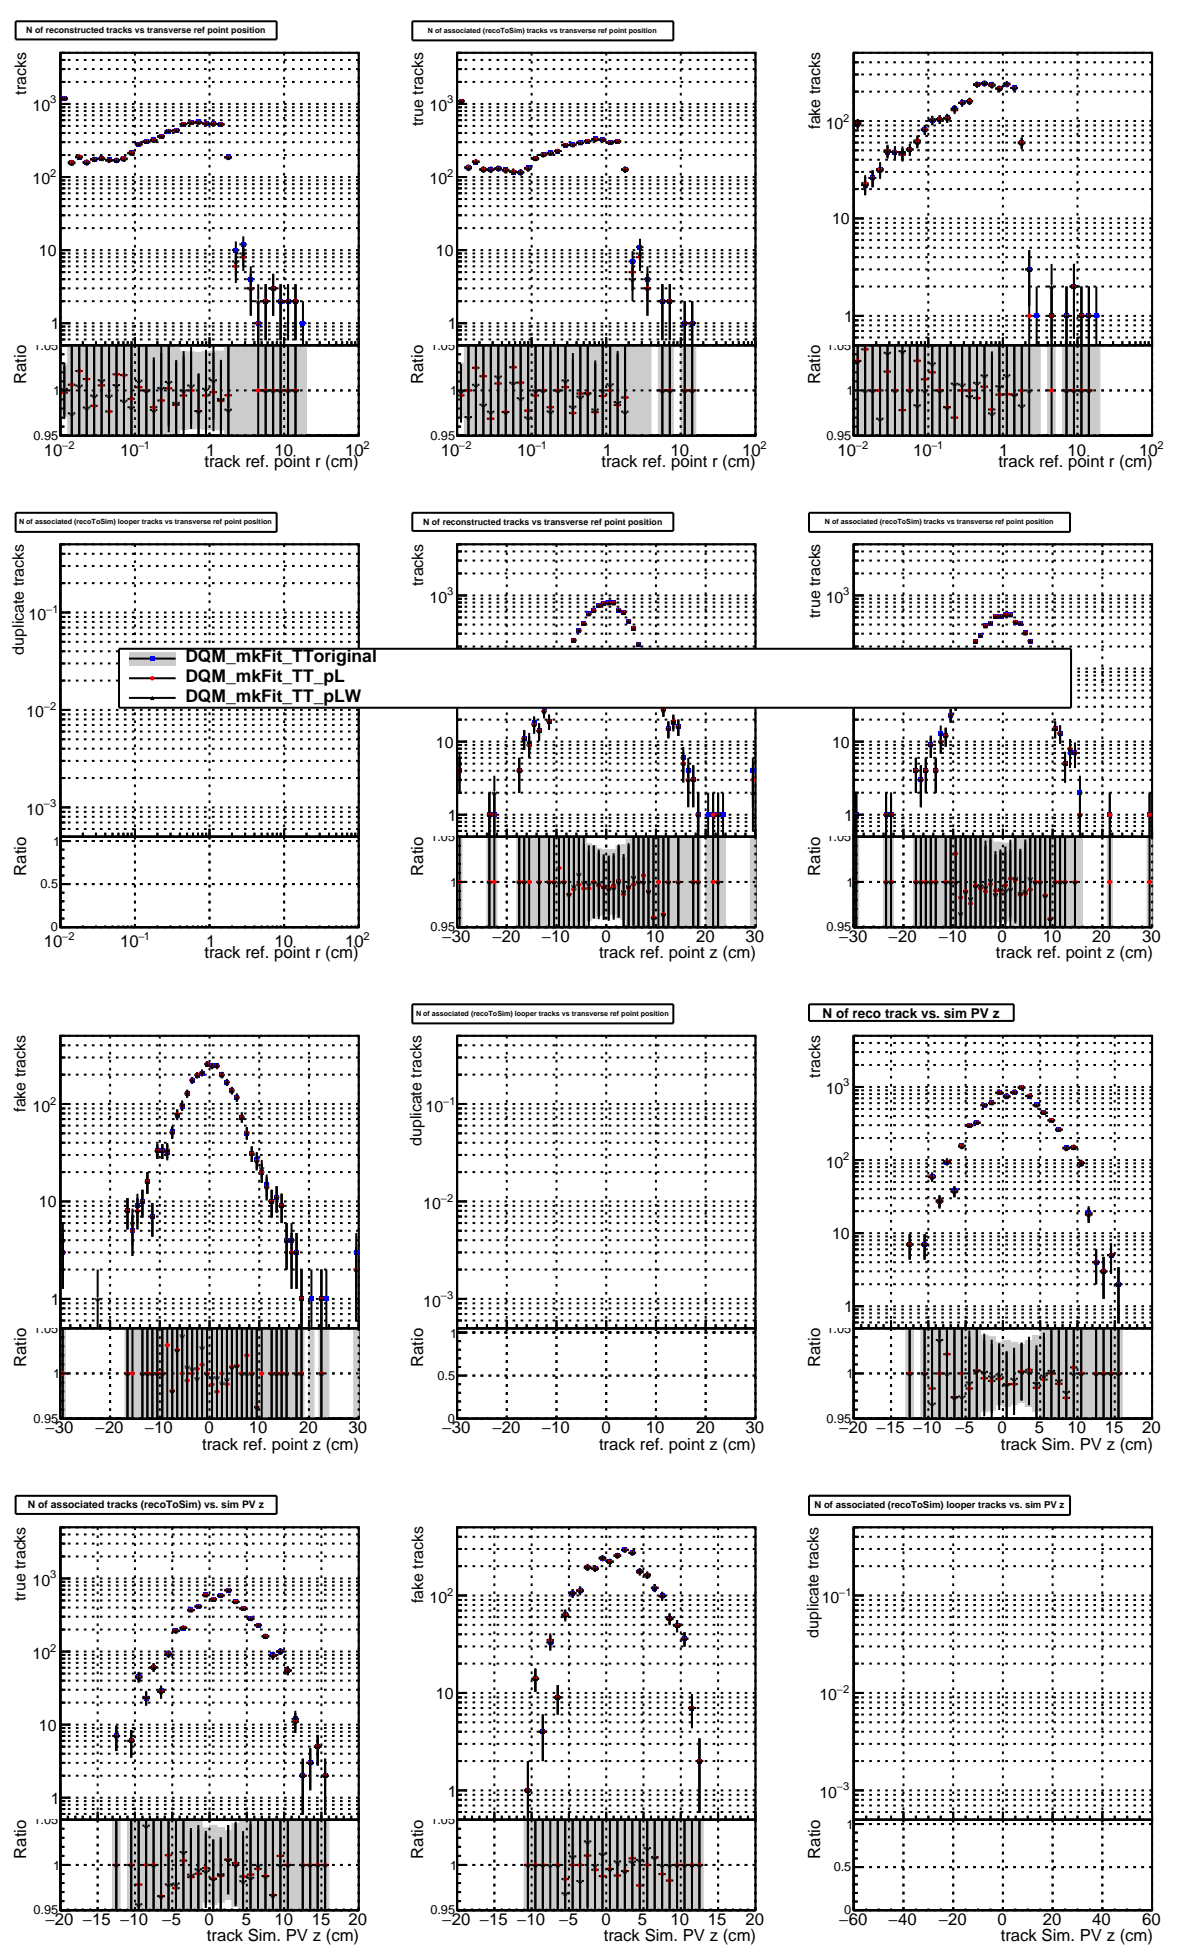 N of reconstructed tracks vs transverse ref point position
tracks
10³
10²
10
1
Ratio
1.05
1
0.95
10⁻² 10⁻¹ 1 10 10²
track ref. point r (cm)
N of associated (recoToSim) tracks vs transverse ref point position
true tracks
10³
10²
10
1
Ratio
1.05
1
0.95
10⁻² 10⁻¹ 1 10 10²
track ref. point r (cm)
fake tracks
10²
10
1
Ratio
1.05
1
0.95
10⁻² 10⁻¹ 1 10 10²
track ref. point r (cm)
N of associated (recoToSim) looper tracks vs transverse ref point position
duplicate tracks
10⁻¹
10⁻²
10⁻³
Ratio
1
0.5
0
10⁻² 10⁻¹ 1 10 10²
track ref. point r (cm)
N of reconstructed tracks vs transverse ref point position
tracks
10³
10
1
Ratio
1.05
1
0.95
−30 −20 −10 0 10 20 30
track ref. point z (cm)
N of associated (recoToSim) tracks vs transverse ref point position
true tracks
10³
10
1
Ratio
1.05
1
0.95
−30 −20 −10 0 10 20 30
track ref. point z (cm)
DQM_mkFit_TToriginal
DQM_mkFit_TT_pL
DQM_mkFit_TT_pLW
fake tracks
10²
10
1
Ratio
1.05
1
0.95
−30 −20 −10 0 10 20 30
track ref. point z (cm)
N of associated (recoToSim) looper tracks vs transverse ref point position
duplicate tracks
10⁻¹
10⁻²
10⁻³
Ratio
1
0.5
0
−30 −20 −10 0 10 20 30
track ref. point z (cm)
N of reco track vs. sim PV z
tracks
10³
10²
10
1
Ratio
1.05
1
0.95
−20 −15 −10 −5 0 5 10 15 20
track Sim. PV z (cm)
N of associated tracks (recoToSim) vs. sim PV z
true tracks
10³
10²
10
1
Ratio
1.05
1
0.95
−20 −15 −10 −5 0 5 10 15 20
track Sim. PV z (cm)
fake tracks
10²
10
1
Ratio
1.05
1
0.95
−20 −15 −10 −5 0 5 10 15 20
track Sim. PV z (cm)
N of associated (recoToSim) looper tracks vs. sim PV z
duplicate tracks
10⁻¹
10⁻²
10⁻³
Ratio
1
0.5
0
−60 −40 −20 0 20 40 60
track Sim. PV z (cm)